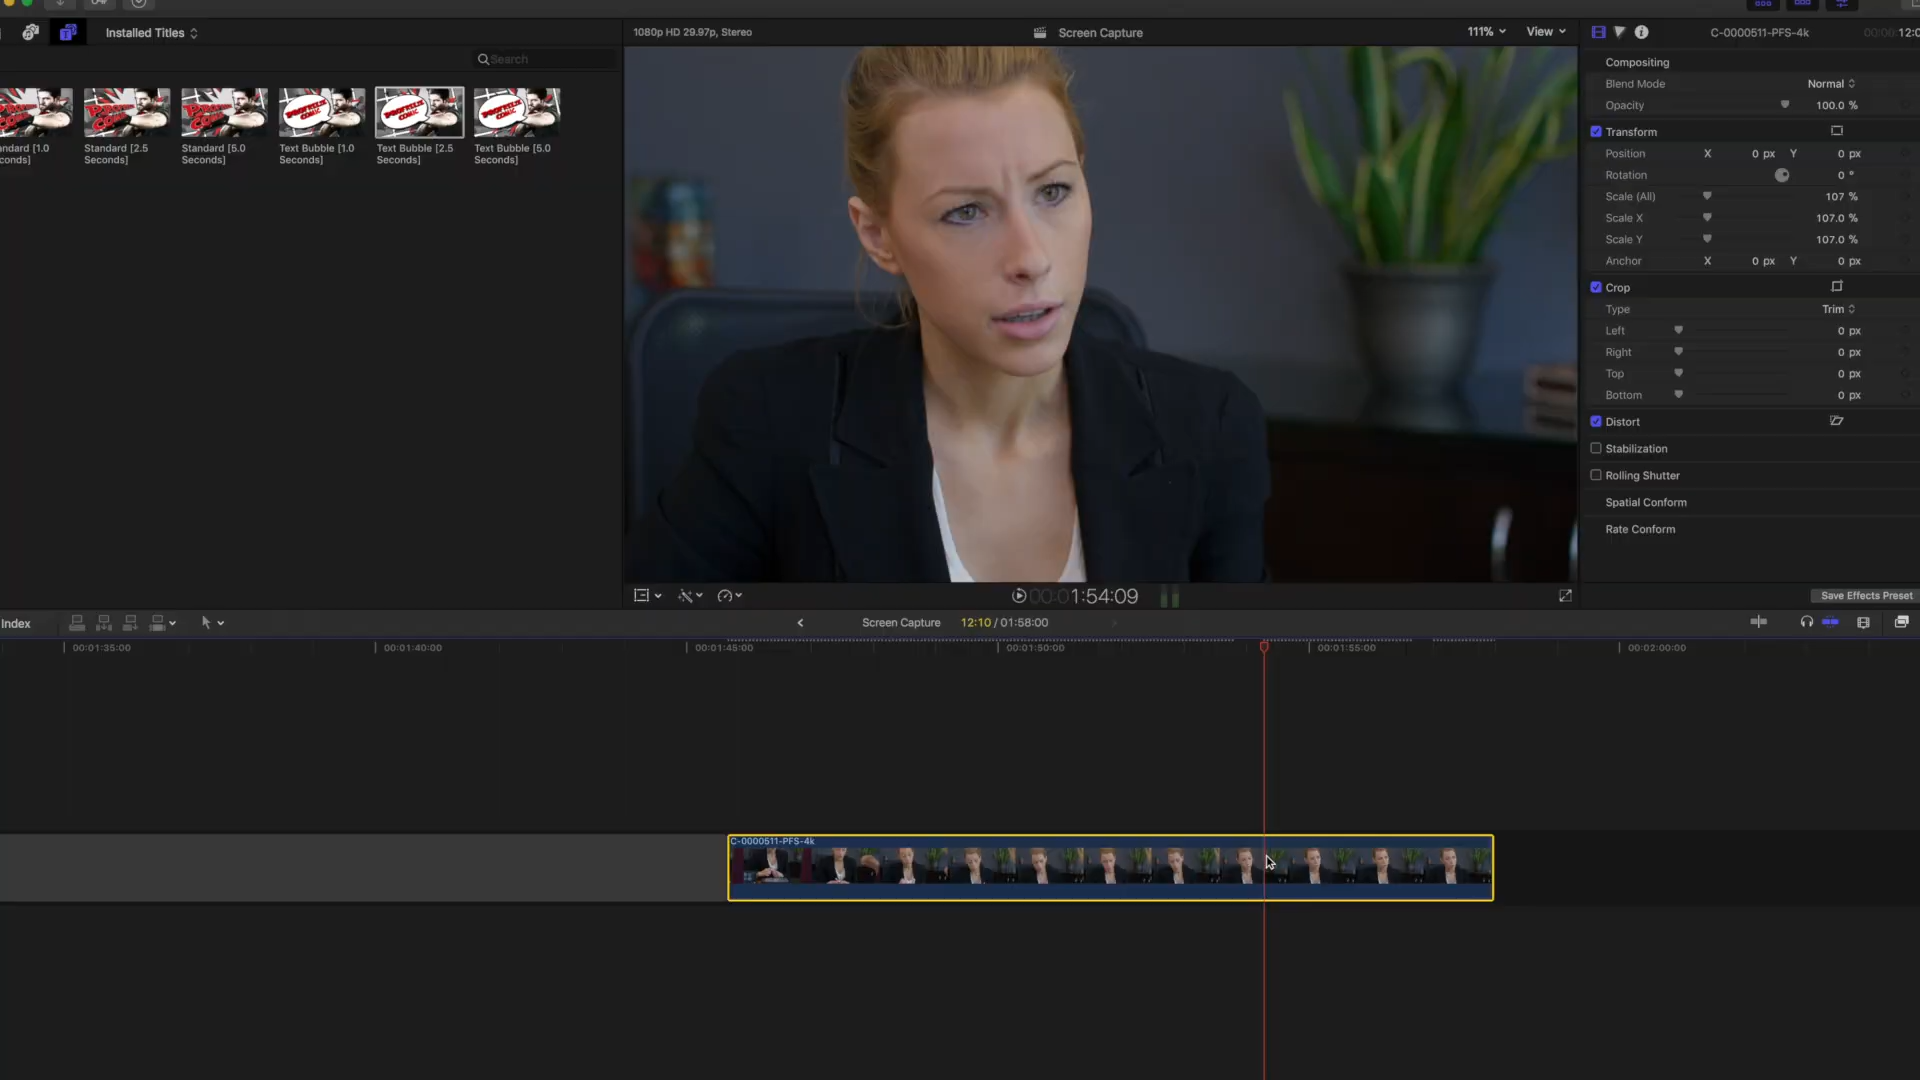 Installed Titles
Search
Standard [2.5 Seconds]
Standard [5.0 Seconds]
Text Bubble [1.0 Seconds]
Text Bubble [2.5 Seconds]
Text Bubble [5.0 Seconds]
1080p HD 29.97p, Stereo
Screen Capture
111%
View
00:00:1:54:09
C-0000511-PFS-4k
Compositing
Blend Mode Normal
Opacity 100.0 %
Transform
Position X 0 px Y 0 px
Rotation 0 °
Scale (All) 107 %
Scale X 107.0 %
Scale Y 107.0 %
Anchor X 0 px Y 0 px
Crop
Type Trim
Left 0 px
Right 0 px
Top 0 px
Bottom 0 px
Distort
Stabilization
Rolling Shutter
Spatial Conform
Rate Conform
Save Effects Preset
Index
Screen Capture 12:10 / 01:58:00
00:01:35:00 00:01:40:00 00:01:45:00 00:01:50:00 00:01:55:00 00:02:00:00
C-0000511-PFS-4k